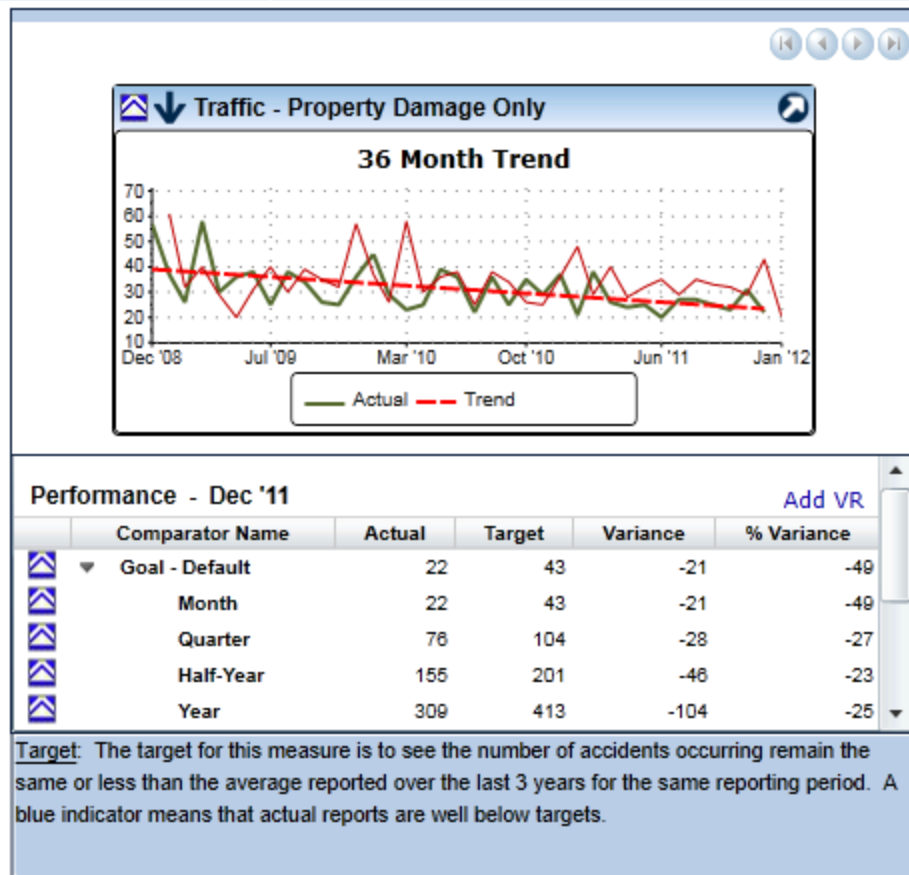 Traffic - Property Damage Only
36 Month Trend
70
60
50
40
30
20
10
Dec '08 Jul '09 Mar '10 Oct '10 Jun '11 Jan '12
Actual Trend
Performance - Dec '11 Add VR
Comparator Name Actual Target Variance % Variance
Goal - Default 22 43 -21 -49
Month 22 43 -21 -49
Quarter 76 104 -28 -27
Half-Year 155 201 -46 -23
Year 309 413 -104 -25
Target: The target for this measure is to see the number of accidents occurring remain the
same or less than the average reported over the last 3 years for the same reporting period. A
blue indicator means that actual reports are well below targets.